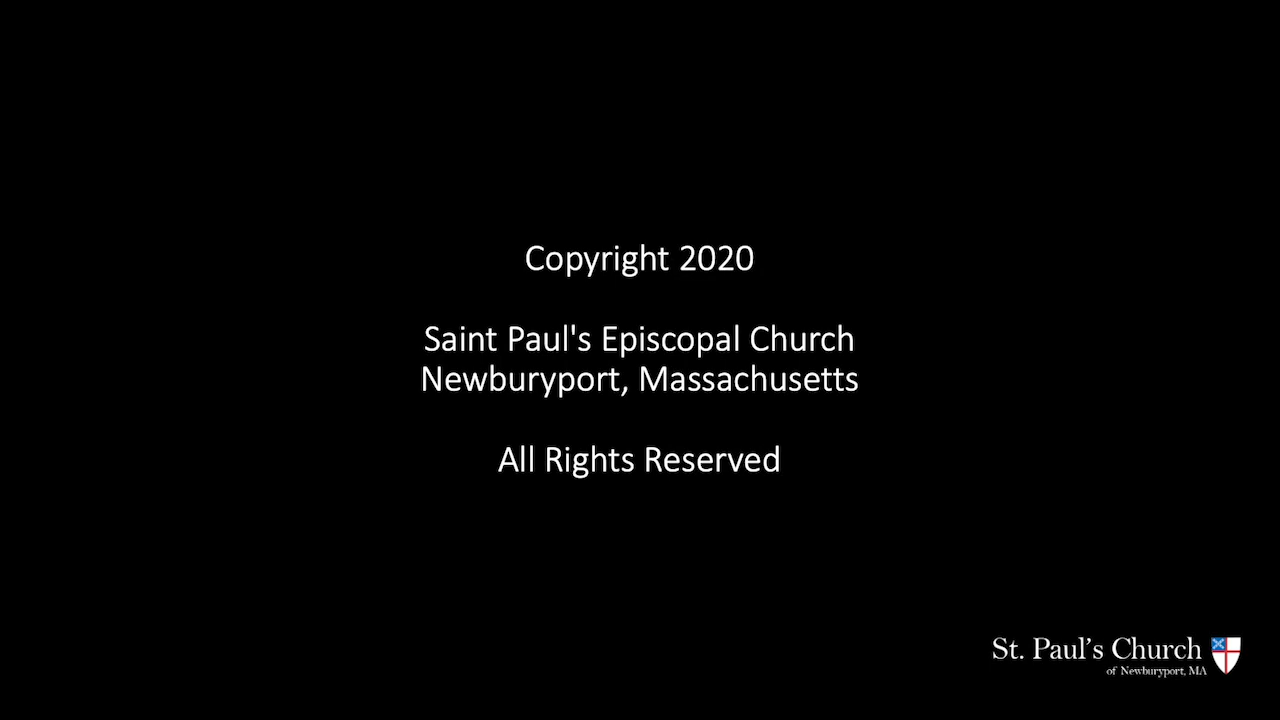 Copyright 2020
Saint Paul's Episcopal Church
Newburyport, Massachusetts
All Rights Reserved
St. Paul's Church
of Newburyport, MA